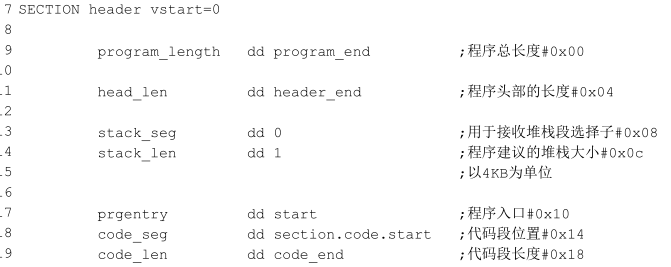 7 SECTION header vstart=0
8
9 program_length dd program_end ;程序总长度#0x00
.0
.1 head_len dd header_end ;程序头部的长度#0x04
.2
.3 stack_seg dd 0 ;用于接收堆栈段选择子#0x08
.4 stack_len dd 1 ;程序建议的堆栈大小#0x0c
.5 ;以4KB为单位
.6
.7 prgentry dd start ;程序入口#0x10
.8 code_seg dd section.code.start ;代码段位置#0x14
.9 code_len dd code_end ;代码段长度#0x18